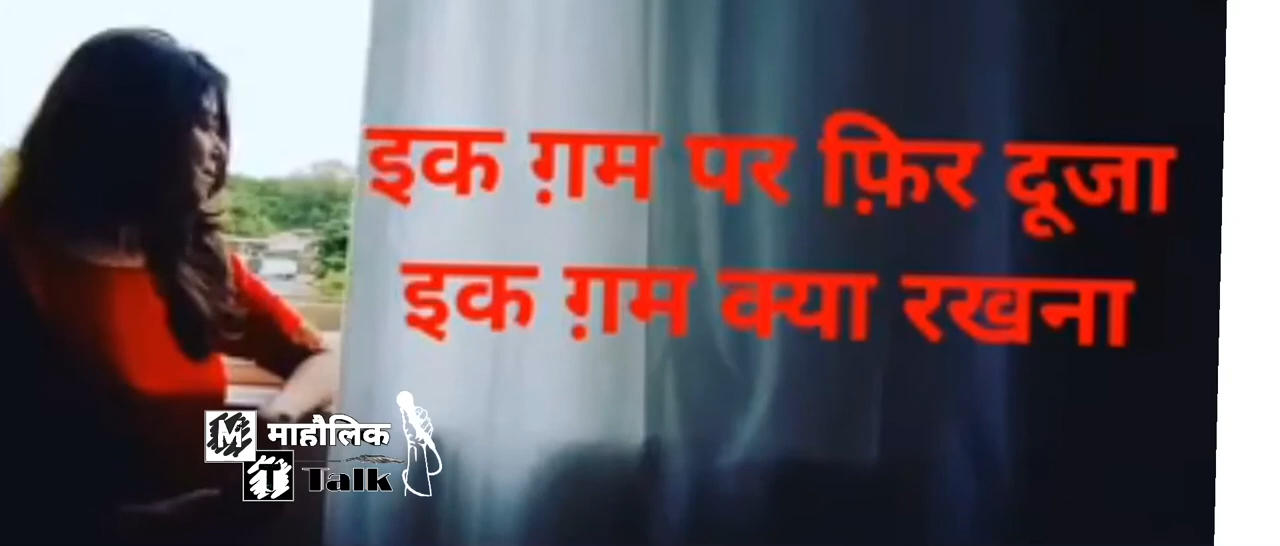 इक ग़म पर फ़िर दूजा
इक ग़म क्या रखना
M माहौलिक
T Talk